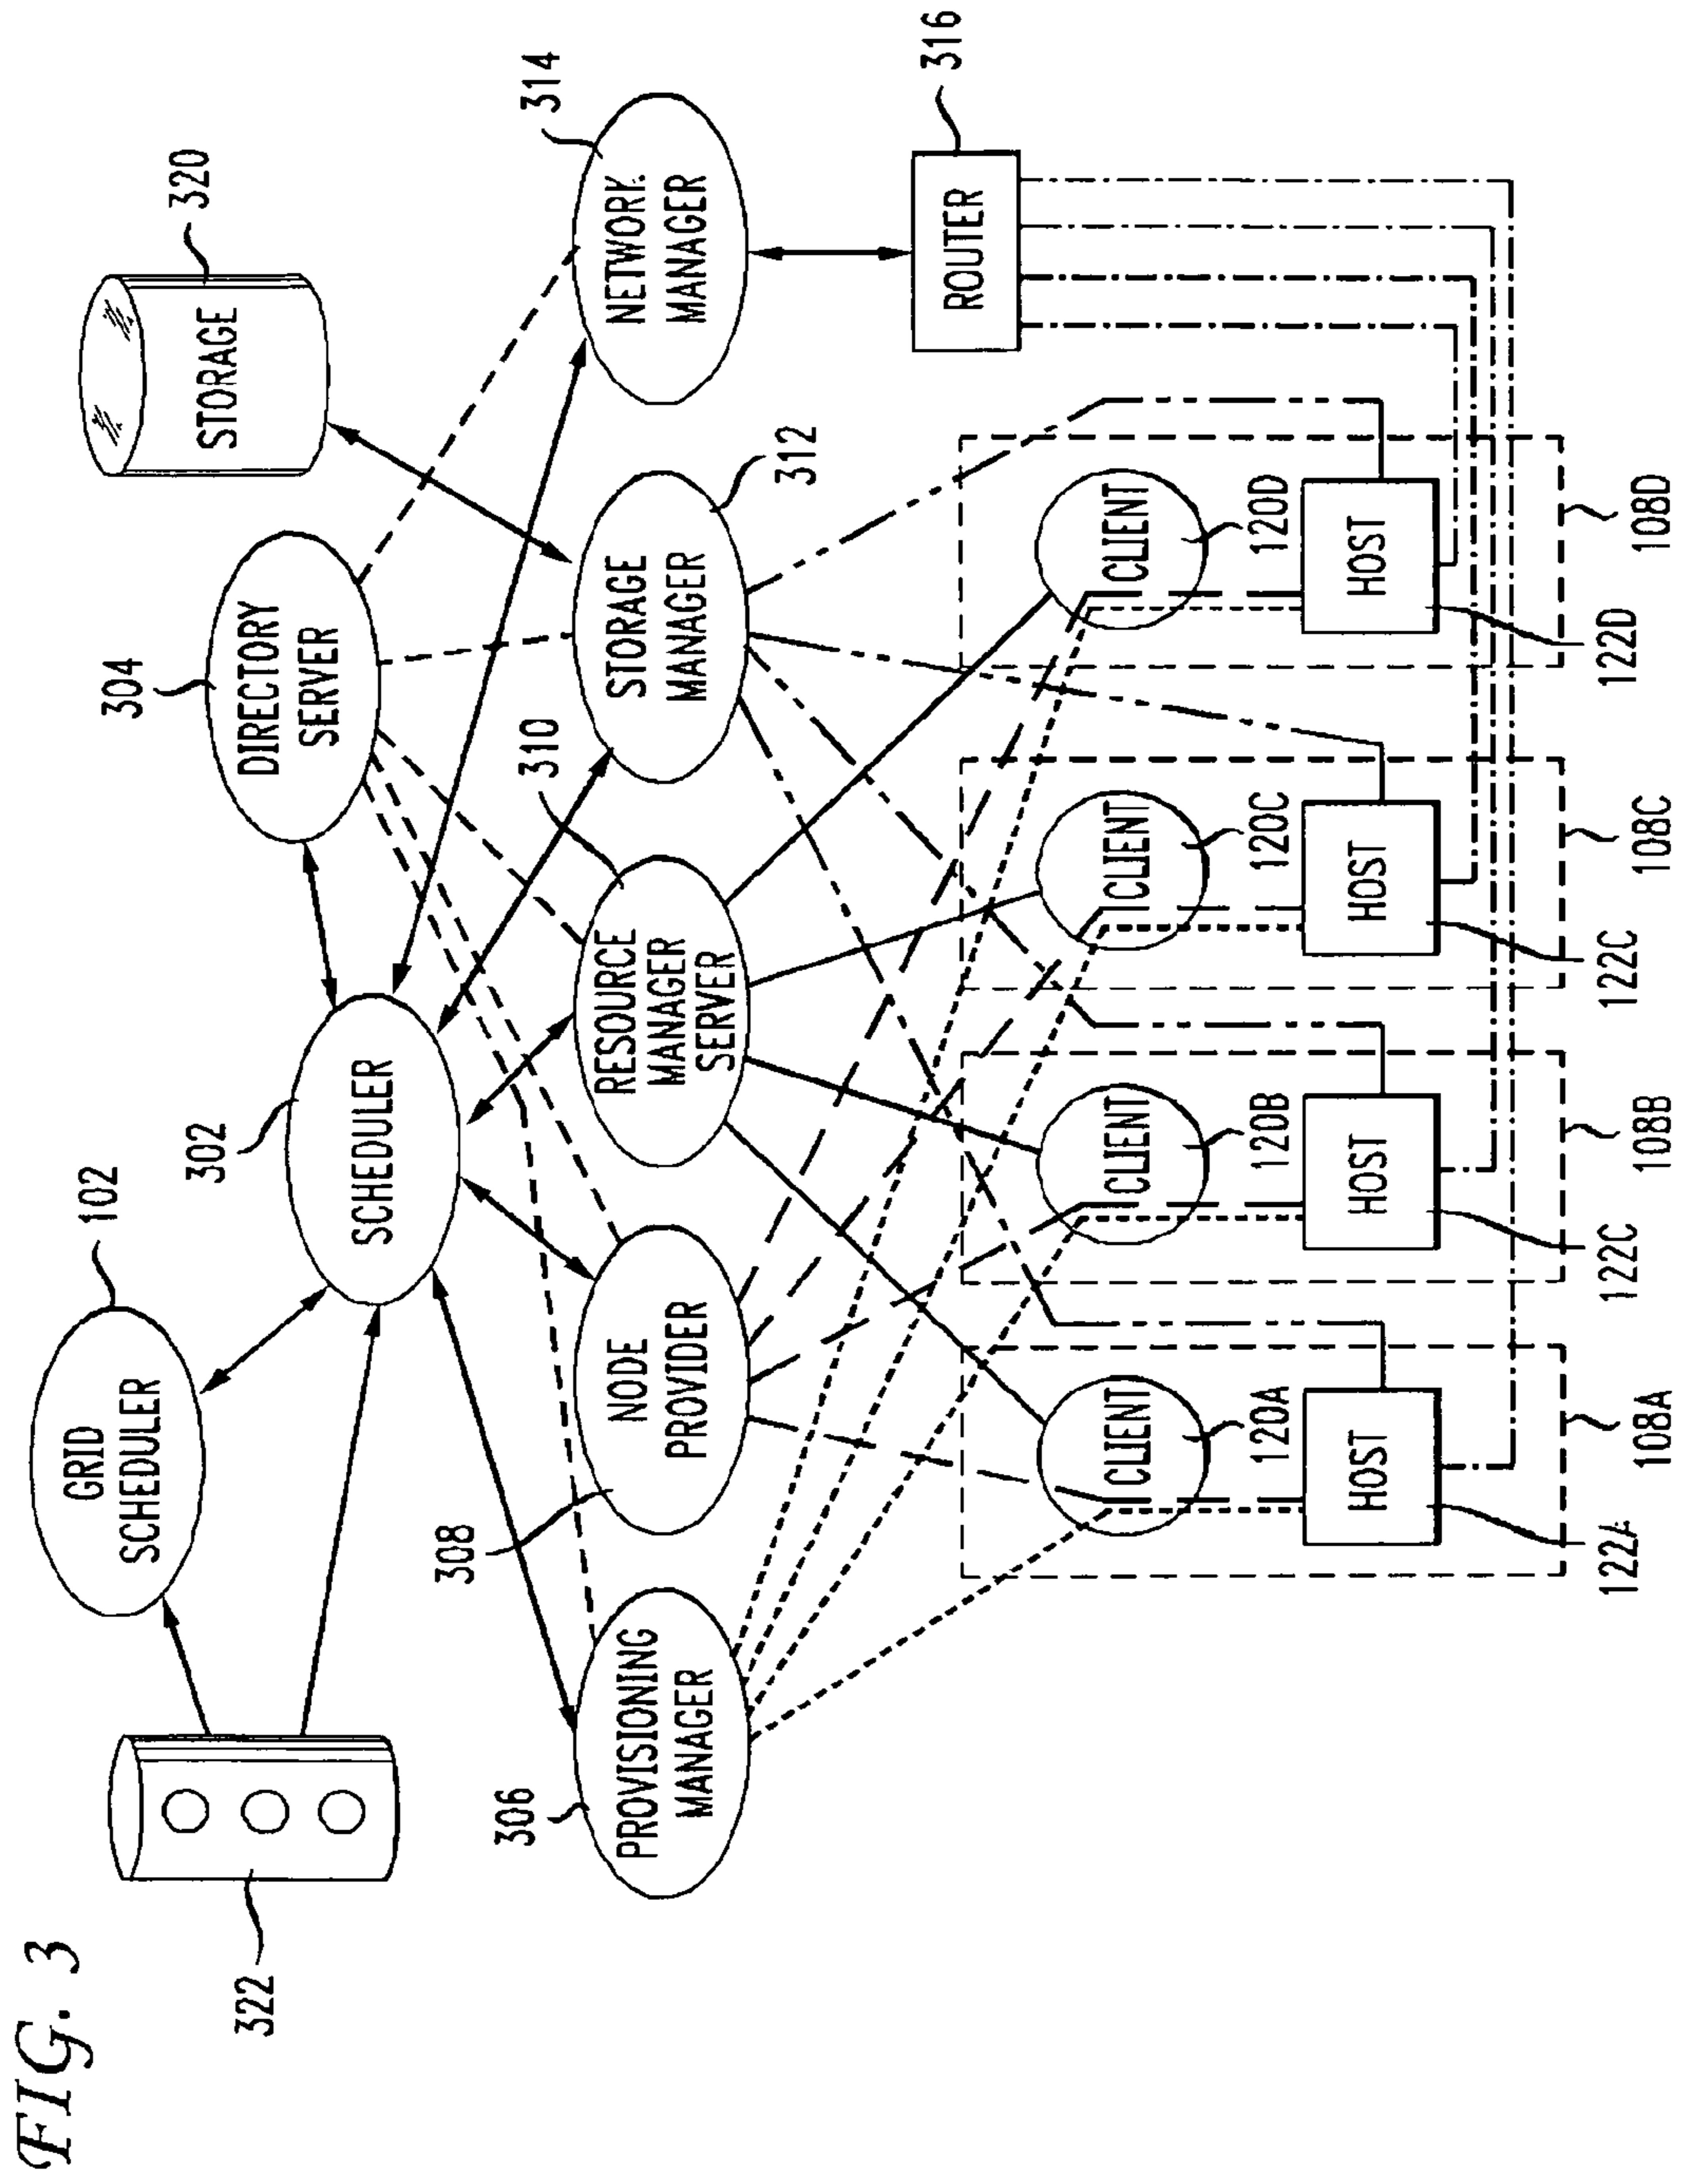 FIG. 3
322
102
GRID
SCHEDULER
302
SCHEDULER
304
DIRECTORY
SERVER
320
STORAGE
306
PROVISIONING
MANAGER
308
NODE
PROVIDER
310
RESOURCE
MANAGER
SERVER
312
STORAGE
MANAGER
314
NETWORK
MANAGER
316
ROUTER
CLIENT
120A
HOST
122A
108A
CLIENT
120B
HOST
122C
108B
CLIENT
120C
HOST
122C
108C
CLIENT
120D
HOST
122D
108D